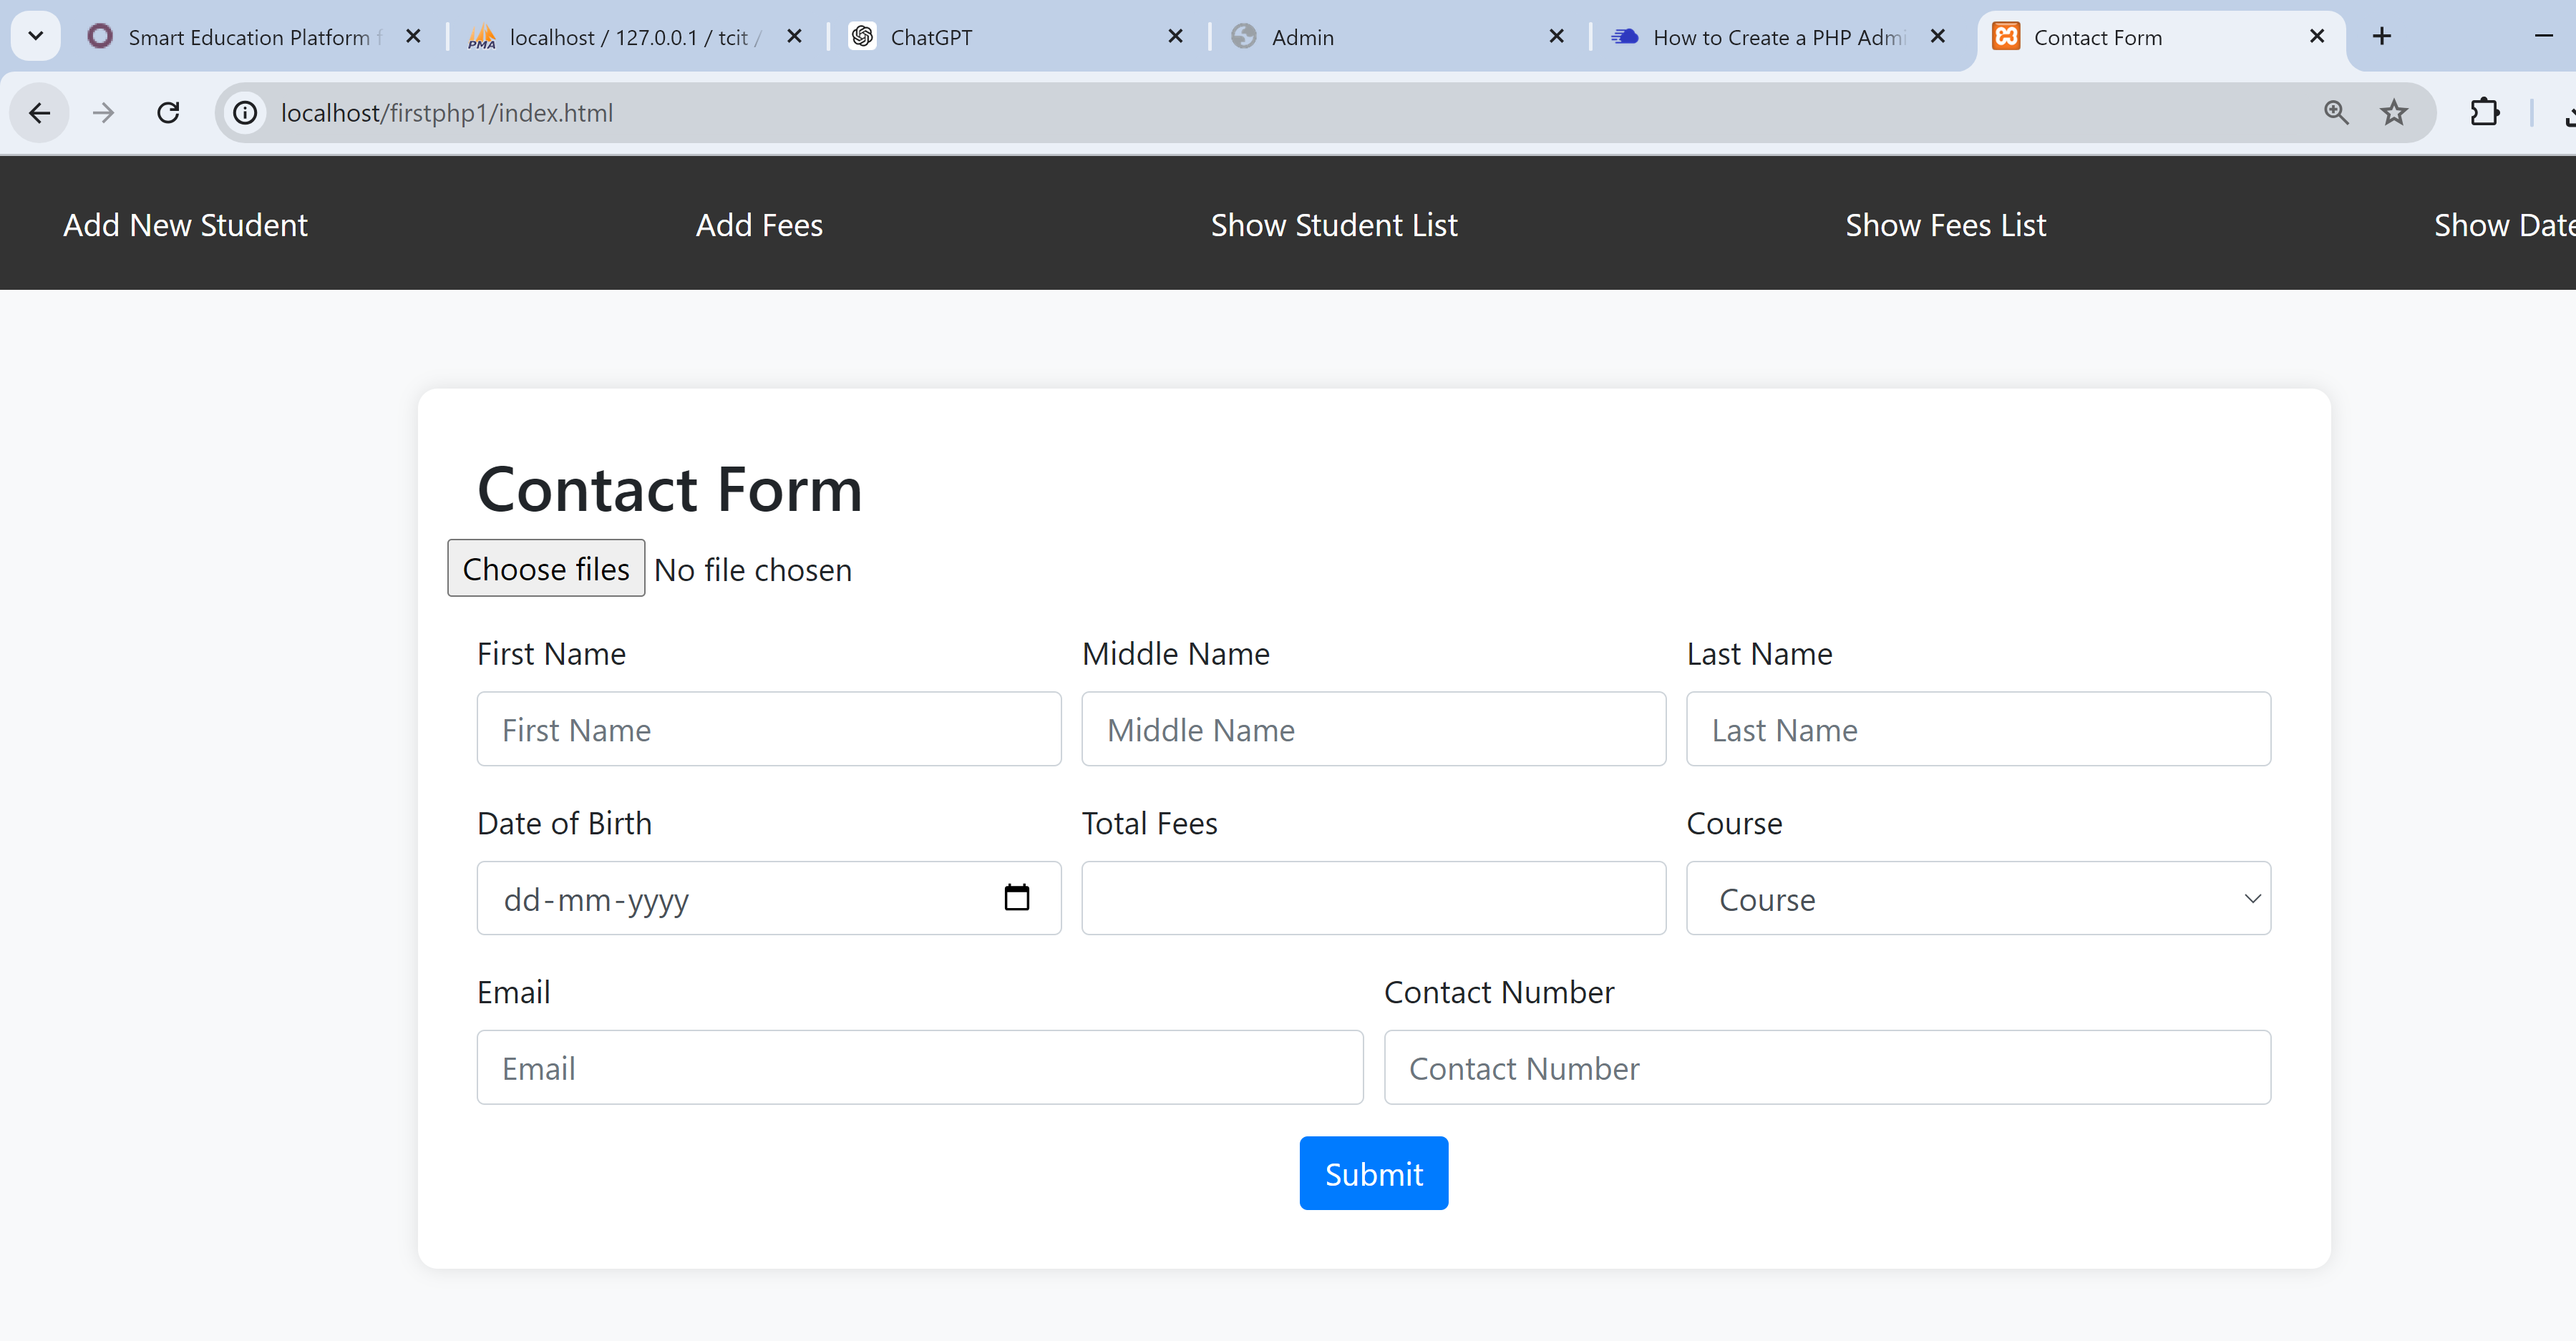 Smart Education Platform f
PMA localhost / 127.0.0.1 / tcit /
ChatGPT
Admin
How to Create a PHP Admi
Contact Form
localhost/firstphp1/index.html
Add New Student
Add Fees
Show Student List
Show Fees List
Show Date
Contact Form
Choose files No file chosen
First Name
Middle Name
Last Name
First Name
Middle Name
Last Name
Date of Birth
Total Fees
Course
dd-mm-yyyy
Course
Email
Contact Number
Email
Contact Number
Submit